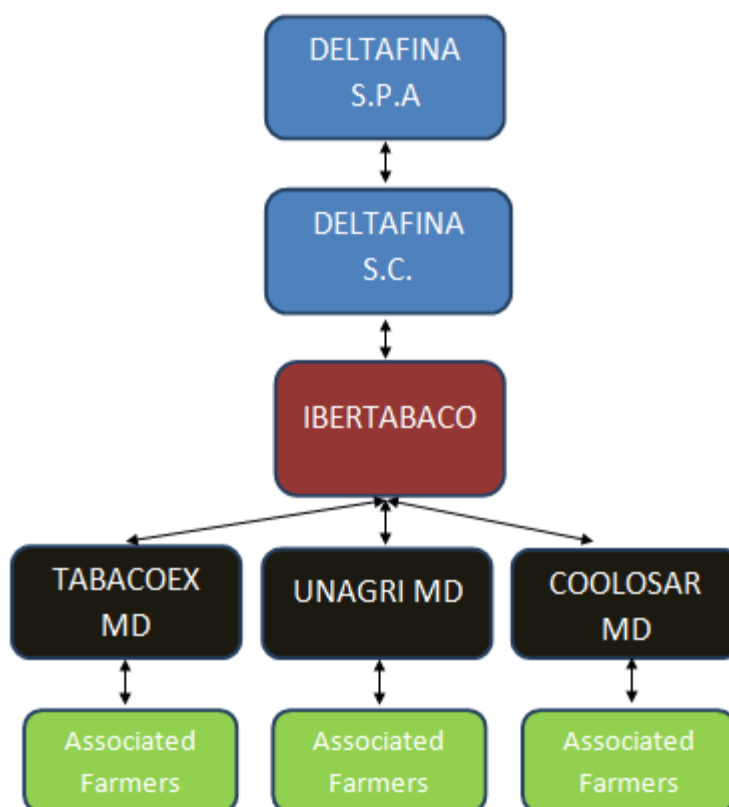 DELTAFINA
S.P.A
DELTAFINA
S.C.
IBERTABACO
TABACOEX
MD
UNAGRI MD
COOLOSAR
MD
Associated
Farmers
Associated
Farmers
Associated
Farmers